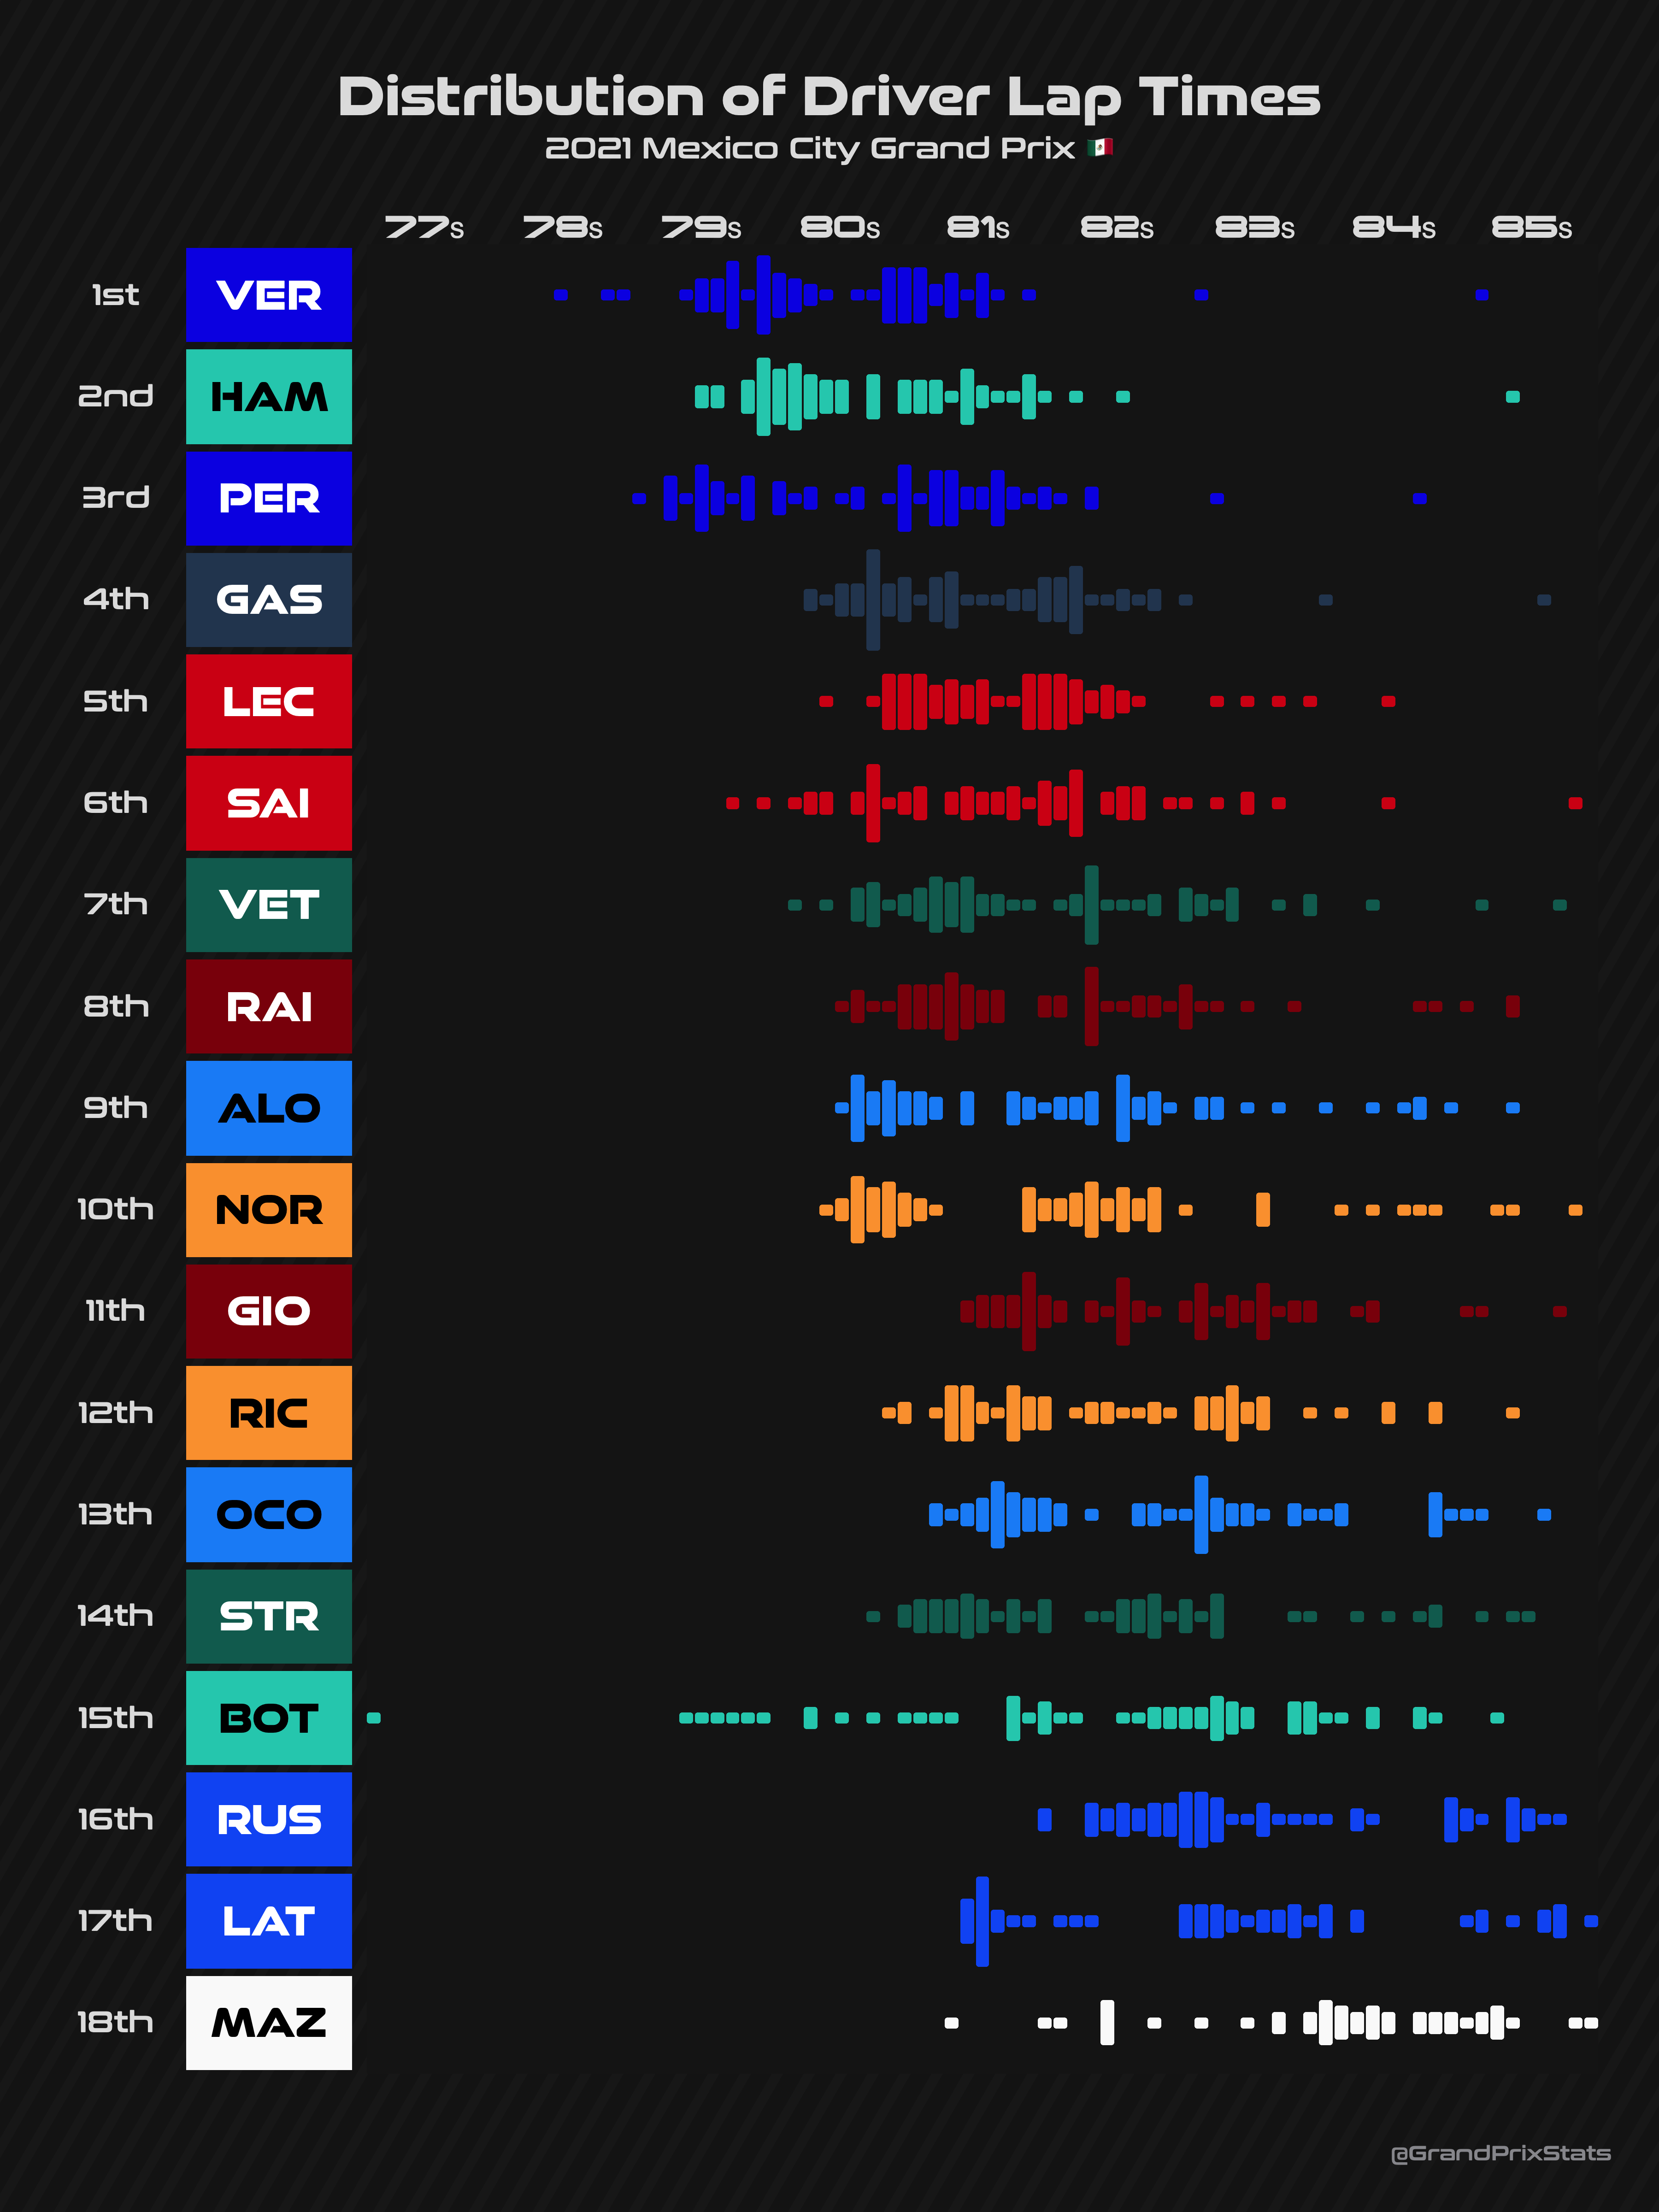 Distribution of Driver Lap Times
2021 Mexico City Grand Prix 🇲🇽
77s 78s 79s 80s 81s 82s 83s 84s 85s
1st VER
2nd HAM
3rd PER
4th GAS
5th LEC
6th SAI
7th VET
8th RAI
9th ALO
10th NOR
11th GIO
12th RIC
13th OCO
14th STR
15th BOT
16th RUS
17th LAT
18th MAZ
@GrandPrixStats